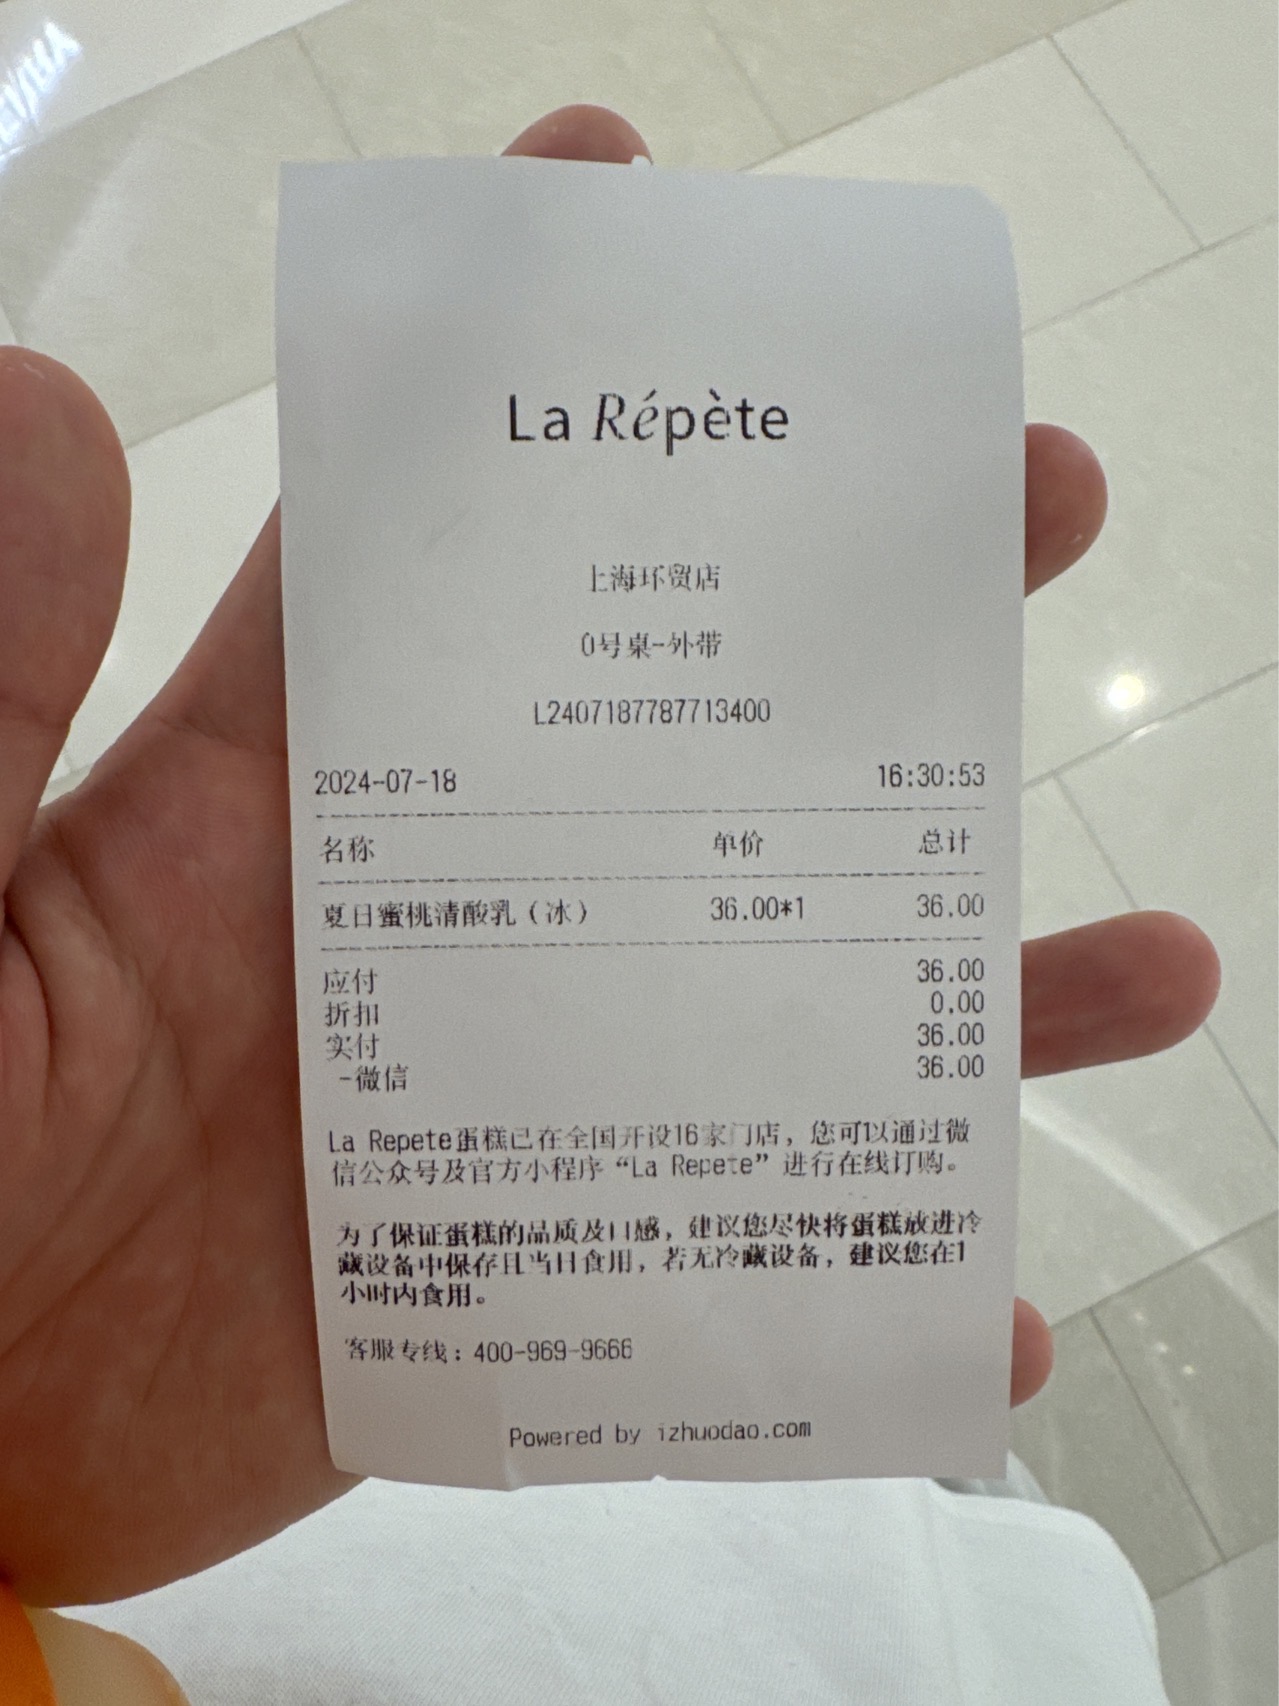 La Répète
上海环贸店
0号桌-外带
L2407187787713400
2024-07-18 16:30:53
名称 单价 总计
夏日蜜桃清酸乳（冰） 36.00*1 36.00
应付 36.00
折扣 0.00
实付 36.00
-微信 36.00
La Repete蛋糕已在全国开设16家门店，您可以通过微
信公众号及官方小程序“La Repete”进行在线订购。
为了保证蛋糕的品质及口感，建议您尽快将蛋糕放进冷
藏设备中保存且当日食用，若无冷藏设备，建议您在1
小时内食用。
客服专线：400-969-9666
Powered by izhuodao.com